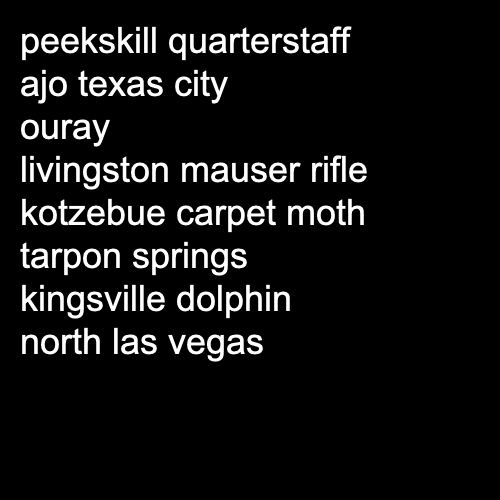 peekskill quarterstaff
ajo texas city
ouray
livingston mauser rifle
kotzebue carpet moth
tarpon springs
kingsville dolphin
north las vegas